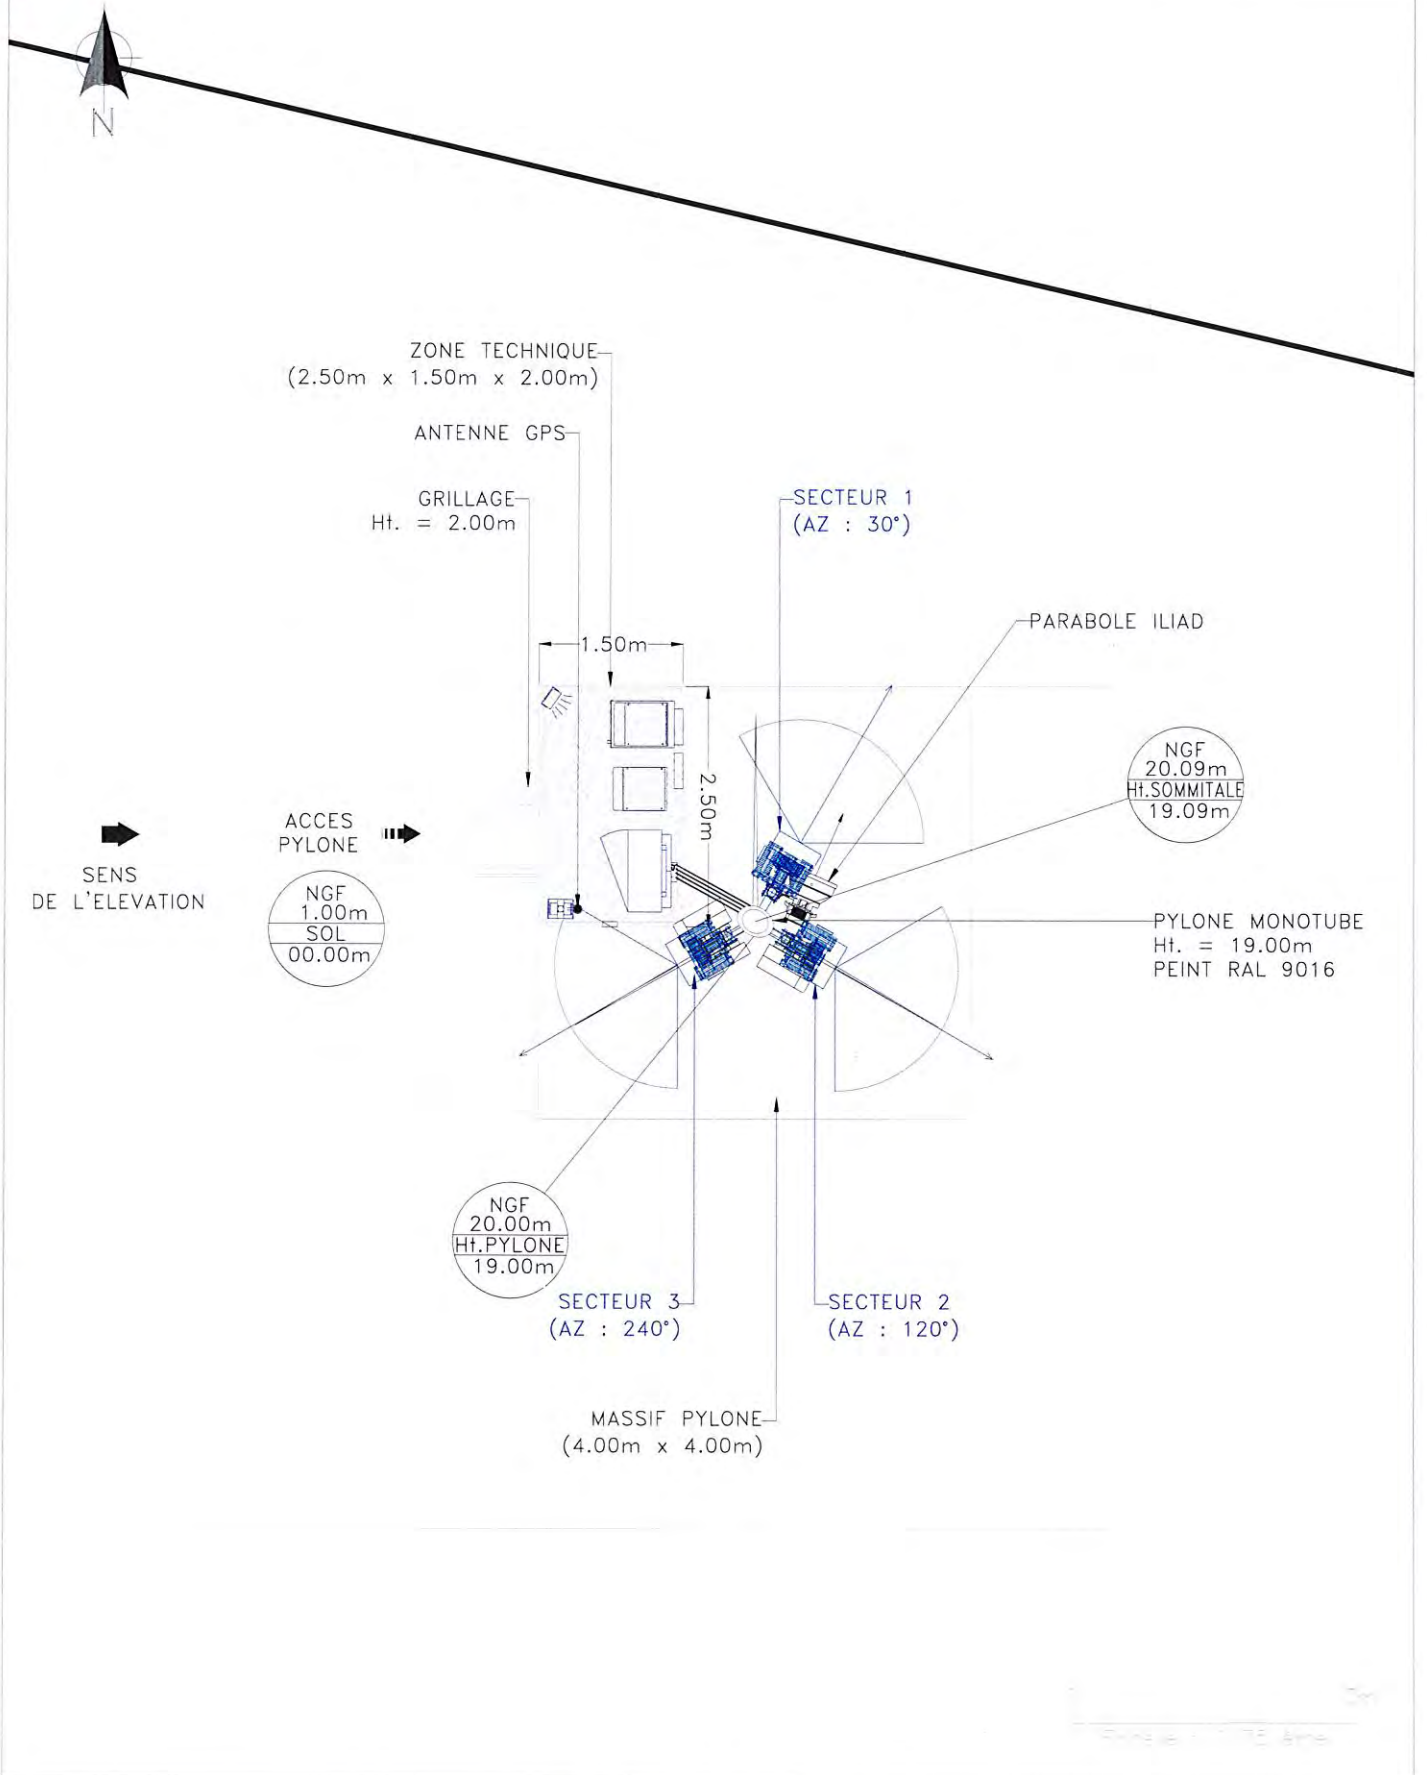 N
ZONE TECHNIQUE
(2.50m x 1.50m x 2.00m)
ANTENNE GPS
GRILLAGE
Ht. = 2.00m
SECTEUR 1
(AZ : 30°)
PARABOLE ILIAD
1.50m
2.50m
NGF
20.09m
Ht.SOMMITALE
19.09m
ACCES
PYLONE
SENS
DE L'ELEVATION
NGF
1.00m
SOL
00.00m
PYLONE MONOTUBE
Ht. = 19.00m
PEINT RAL 9016
NGF
20.00m
Ht.PYLONE
19.00m
SECTEUR 3
(AZ : 240°)
SECTEUR 2
(AZ : 120°)
MASSIF PYLONE
(4.00m x 4.00m)